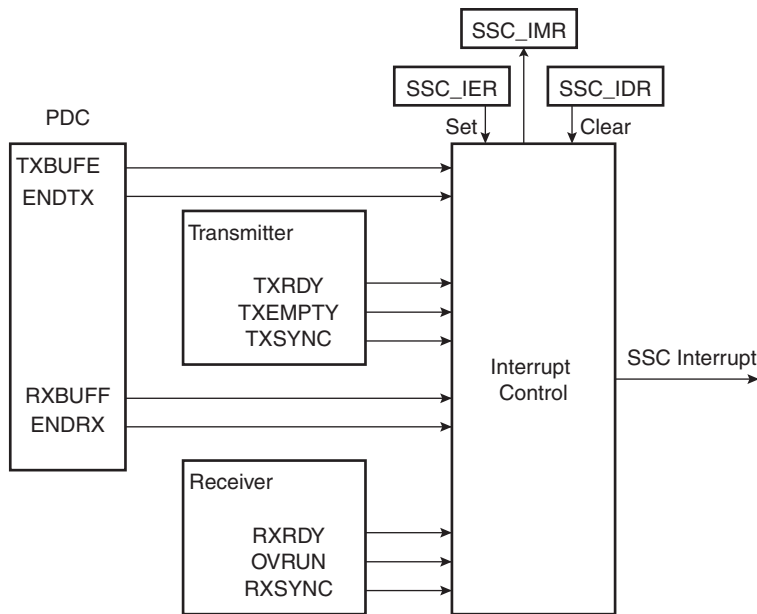 SSC_IMR
SSC_IER
SSC_IDR
PDC
Set
Clear
TXBUFE
ENDTX
Transmitter
TXRDY
TXEMPTY
TXSYNC
RXBUFF
ENDRX
Interrupt
Control
SSC Interrupt
Receiver
RXRDY
OVRUN
RXSYNC